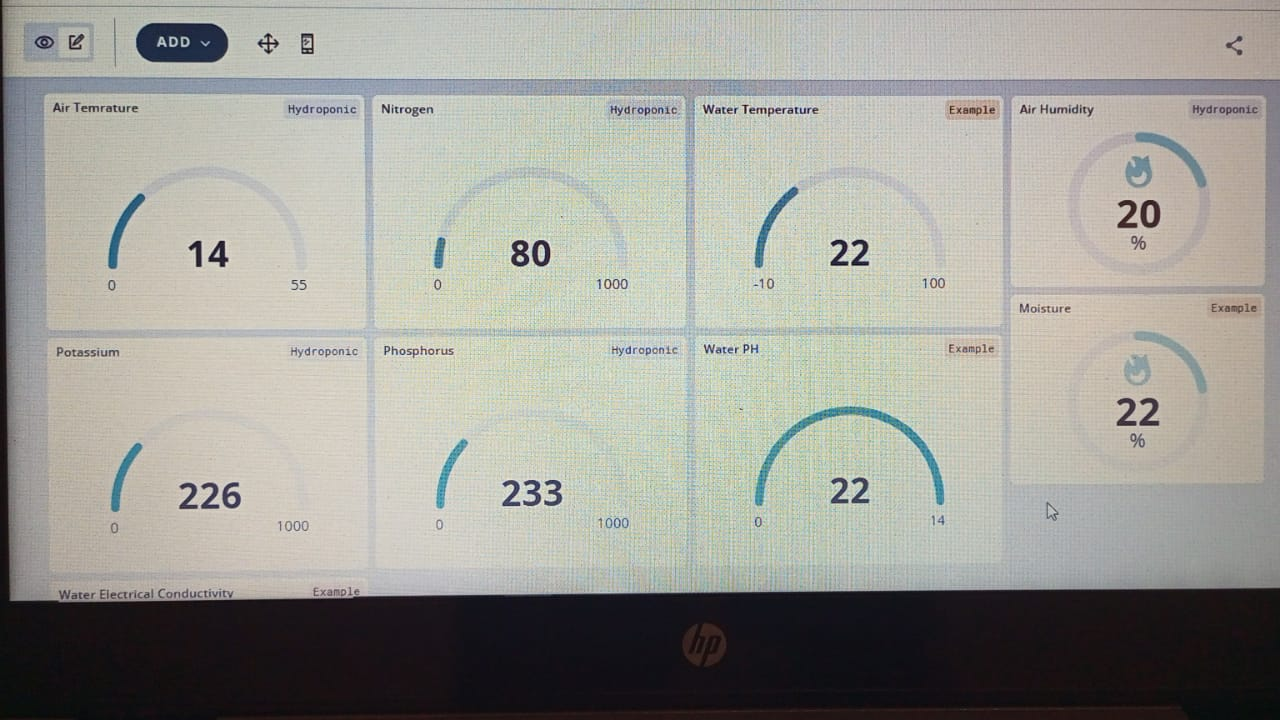 ADD
Air Temrature Hydroponic
14
0 55
Nitrogen Hydroponic
80
0 1000
Water Temperature Example
22
-10 100
Air Humidity Hydroponic
20
%
Moisture Example
22
%
Potassium Hydroponic
226
0 1000
Phosphorus Hydroponic
233
0 1000
Water PH Example
22
0 14
Water Electrical Conductivity Example
hp